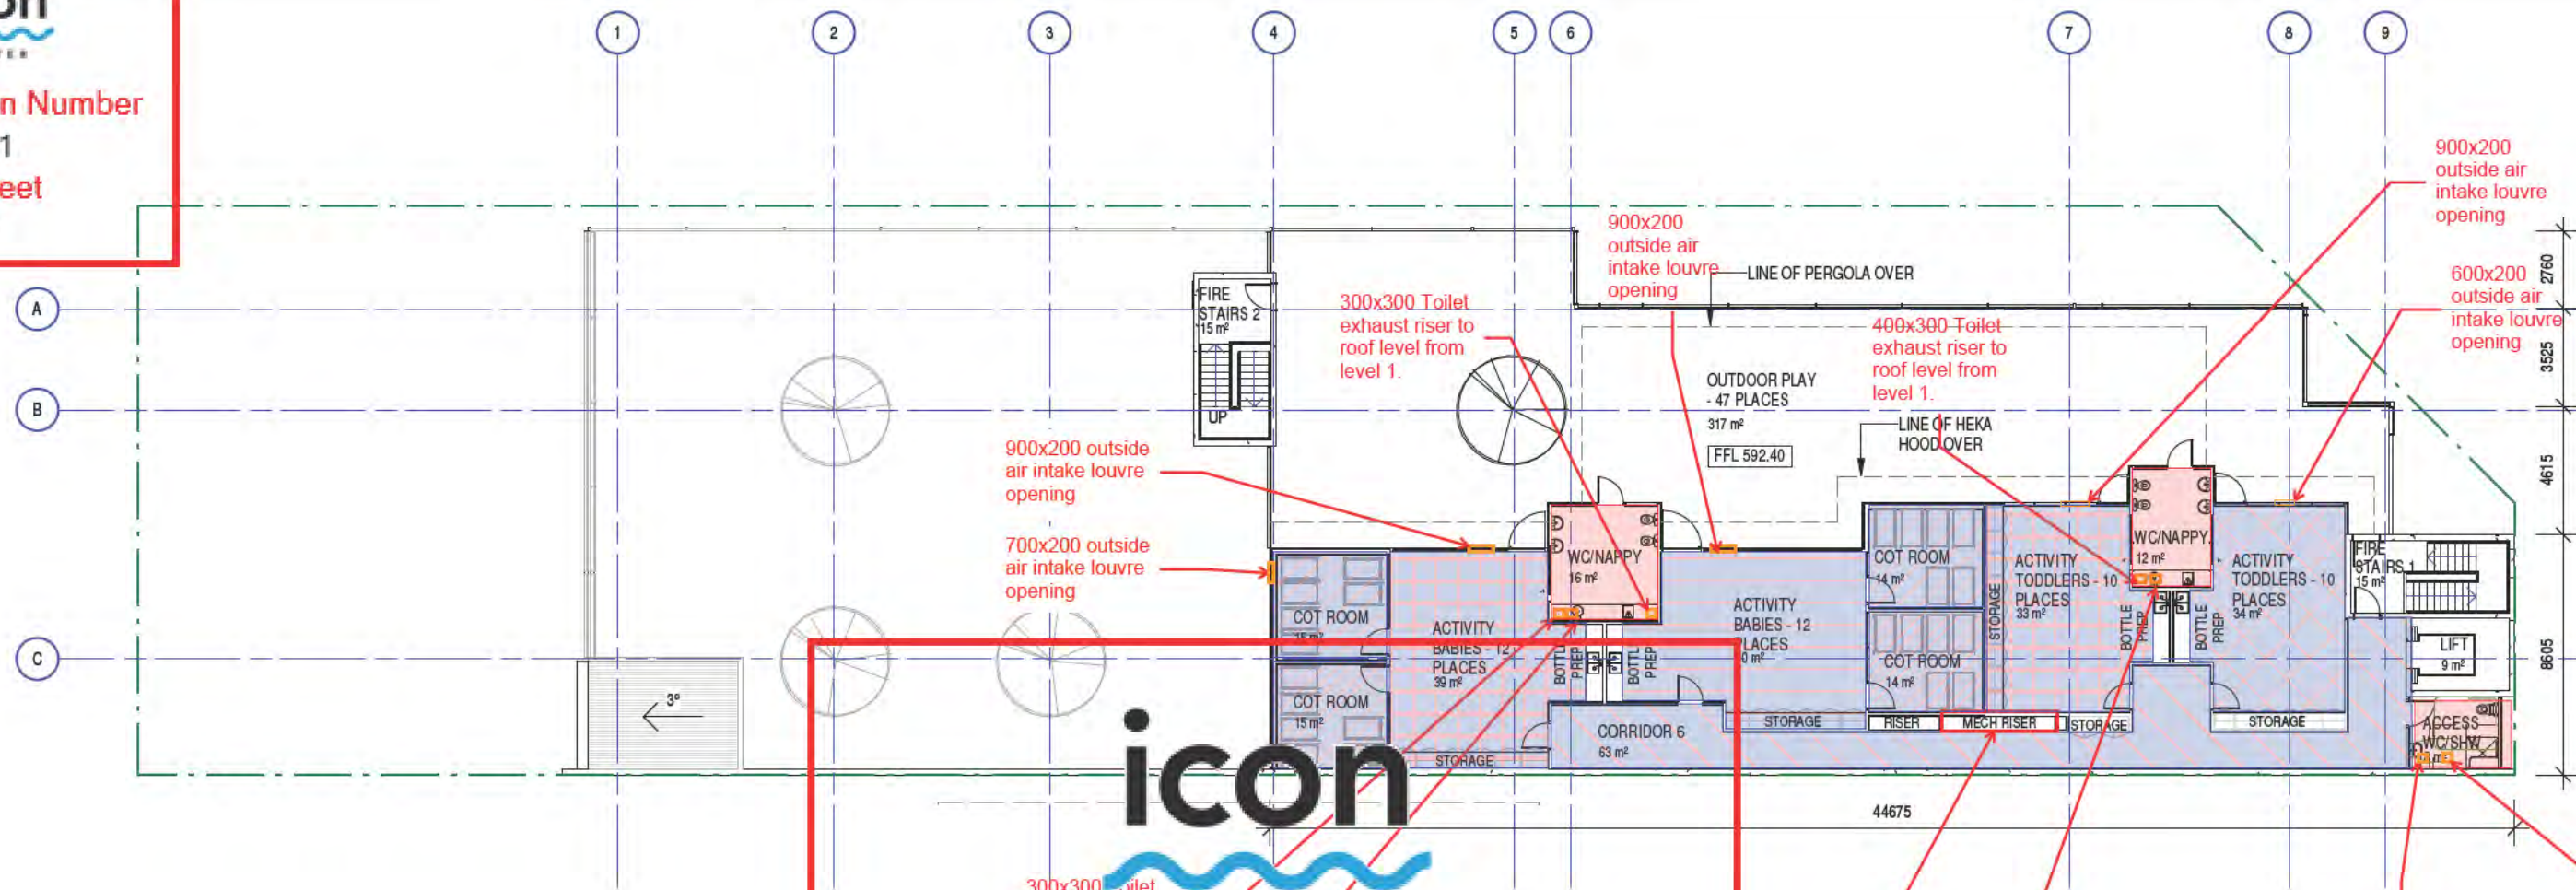 n Number
1
eet
1
2
3
4
5
6
7
8
9
A
B
C
900x200
outside air
intake louvre
opening
600x200
outside air
intake louvre
opening
900x200
outside air
intake louvre
opening
LINE OF PERGOLA OVER
300x300 Toilet
exhaust riser to
roof level from
level 1.
400x300 Toilet
exhaust riser to
roof level from
level 1.
FIRE
STAIRS 2
15 m²
UP
OUTDOOR PLAY
- 47 PLACES
317 m²
FFL 592.40
LINE OF HEKA
HOOD OVER
900x200 outside
air intake louvre
opening
700x200 outside
air intake louvre
opening
2760
3525
4615
8605
COT ROOM
15 m²
COT ROOM
15 m²
ACTIVITY
BABIES - 12
PLACES
39 m²
STORAGE
WC/NAPPY
16 m²
BOTTLE
PREP
BOTTLE
PREP
ACTIVITY
BABIES - 12
PLACES
CORRIDOR 6
63 m²
STORAGE
COT ROOM
14 m²
COT ROOM
14 m²
STORAGE
RISER
MECH RISER
STORAGE
ACTIVITY
TODDLERS - 10
PLACES
33 m²
BOTTLE
PREP
WC/NAPPY
12 m²
BOTTLE
PREP
ACTIVITY
TODDLERS - 10
PLACES
34 m²
STORAGE
FIRE
STAIRS 1
15 m²
LIFT
9 m²
ACCESS
WC/SHW
3°
44675
icon
300x300 Toilet